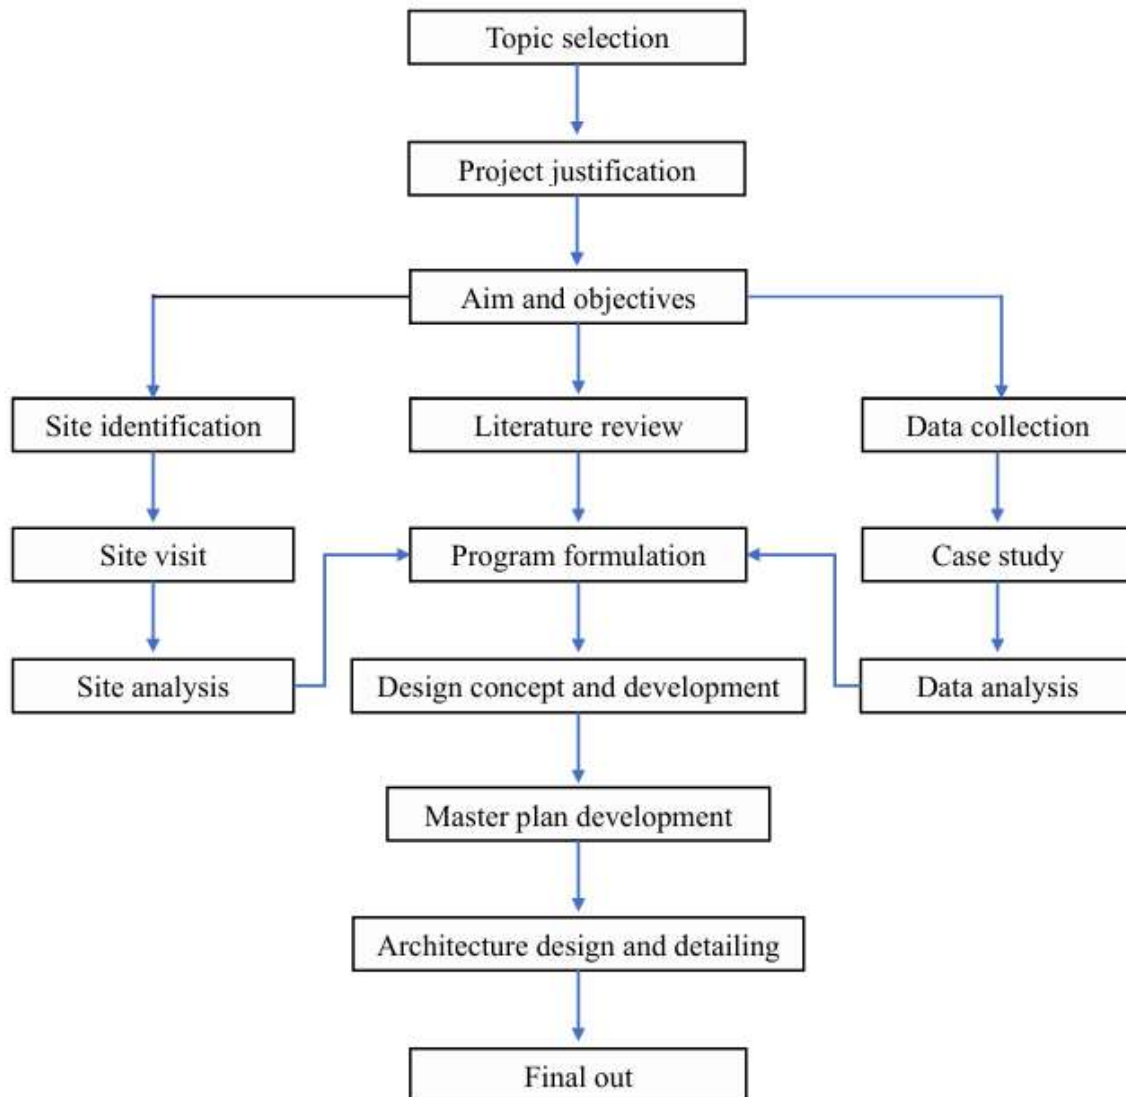 Topic selection
Project justification
Aim and objectives
Site identification
Literature review
Data collection
Site visit
Program formulation
Case study
Site analysis
Design concept and development
Data analysis
Master plan development
Architecture design and detailing
Final out